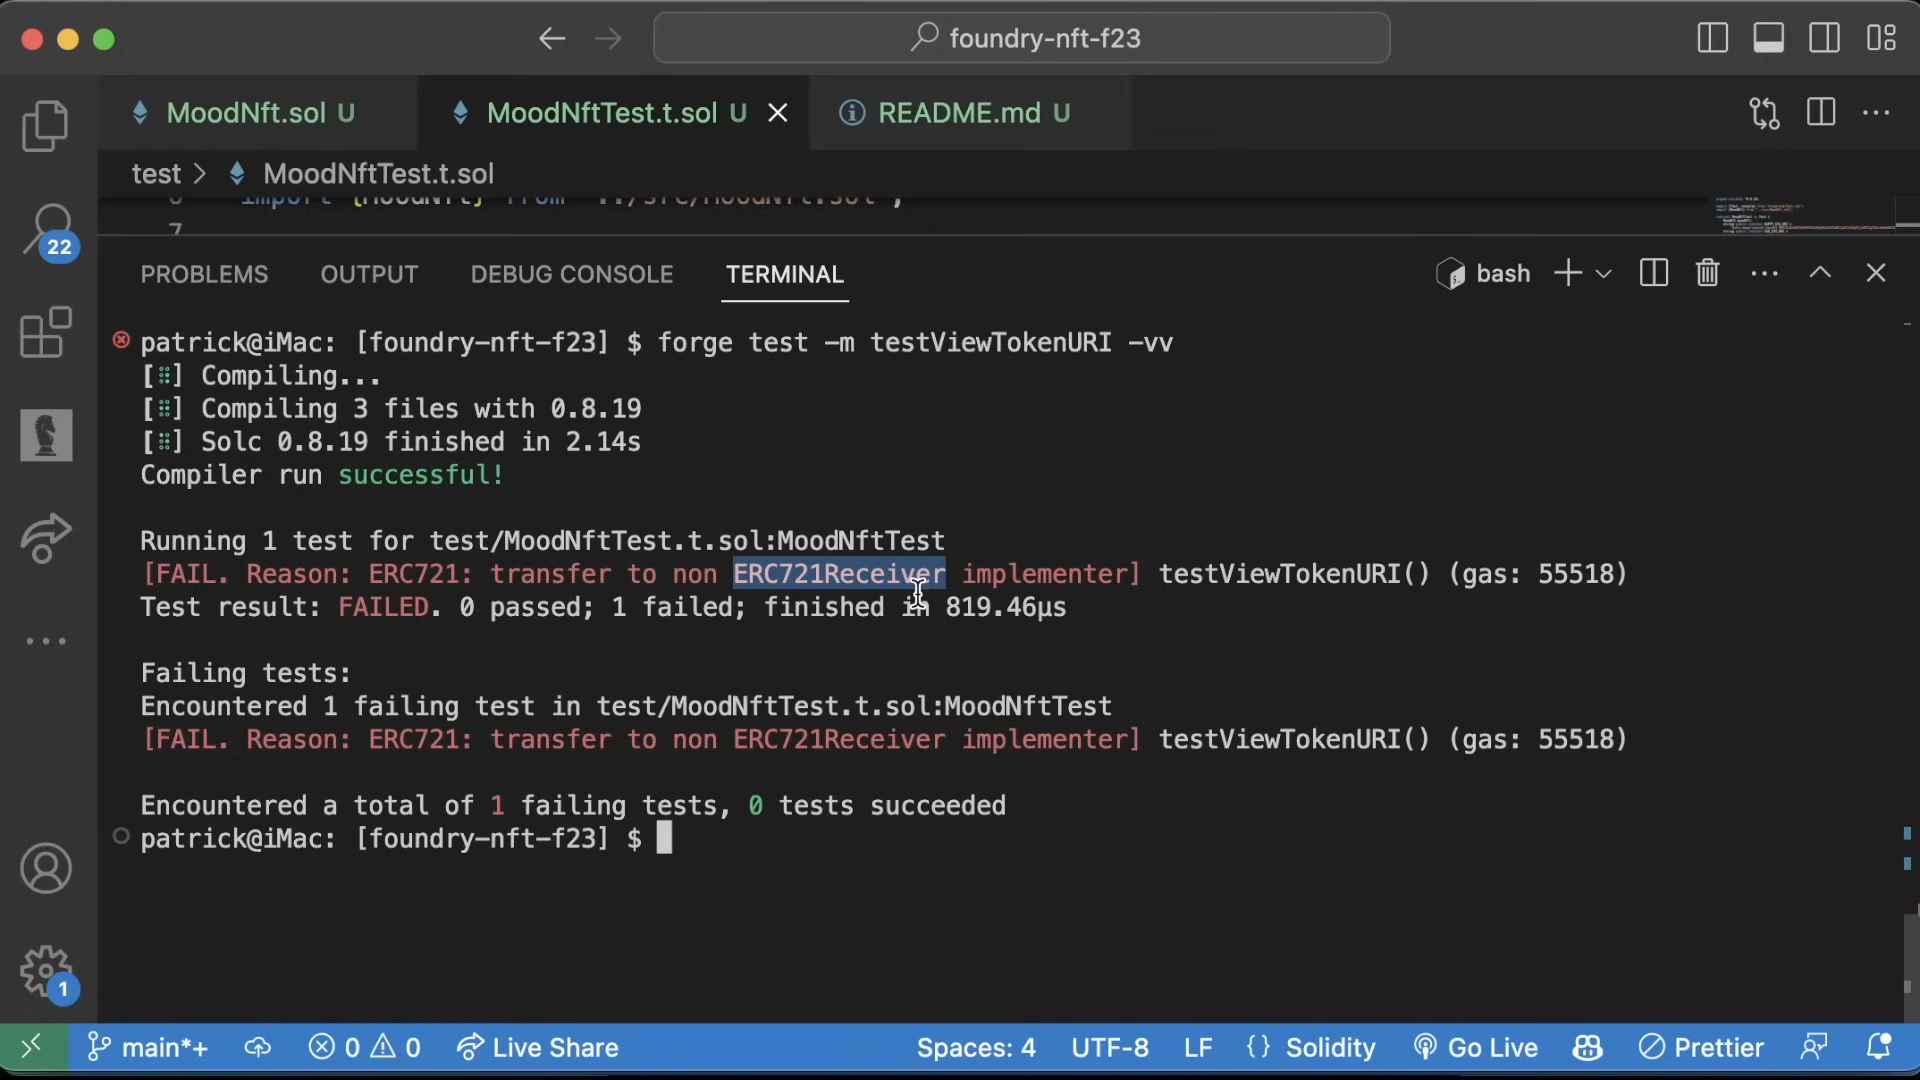 foundry-nft-f23
MoodNft.sol U
MoodNftTest.t.sol U
README.md U
test > MoodNftTest.t.sol
7
PROBLEMS OUTPUT DEBUG CONSOLE TERMINAL bash
patrick@iMac: [foundry-nft-f23] $ forge test -m testViewTokenURI -vv
[⠿] Compiling...
[⠿] Compiling 3 files with 0.8.19
[⠿] Solc 0.8.19 finished in 2.14s
Compiler run successful!
Running 1 test for test/MoodNftTest.t.sol:MoodNftTest
[FAIL. Reason: ERC721: transfer to non ERC721Receiver implementer] testViewTokenURI() (gas: 55518)
Test result: FAILED. 0 passed; 1 failed; finished in 819.46µs
Failing tests:
Encountered 1 failing test in test/MoodNftTest.t.sol:MoodNftTest
[FAIL. Reason: ERC721: transfer to non ERC721Receiver implementer] testViewTokenURI() (gas: 55518)
Encountered a total of 1 failing tests, 0 tests succeeded
patrick@iMac: [foundry-nft-f23] $
22
1
main*+ 0 0 Live Share Spaces: 4 UTF-8 LF {} Solidity Go Live Prettier